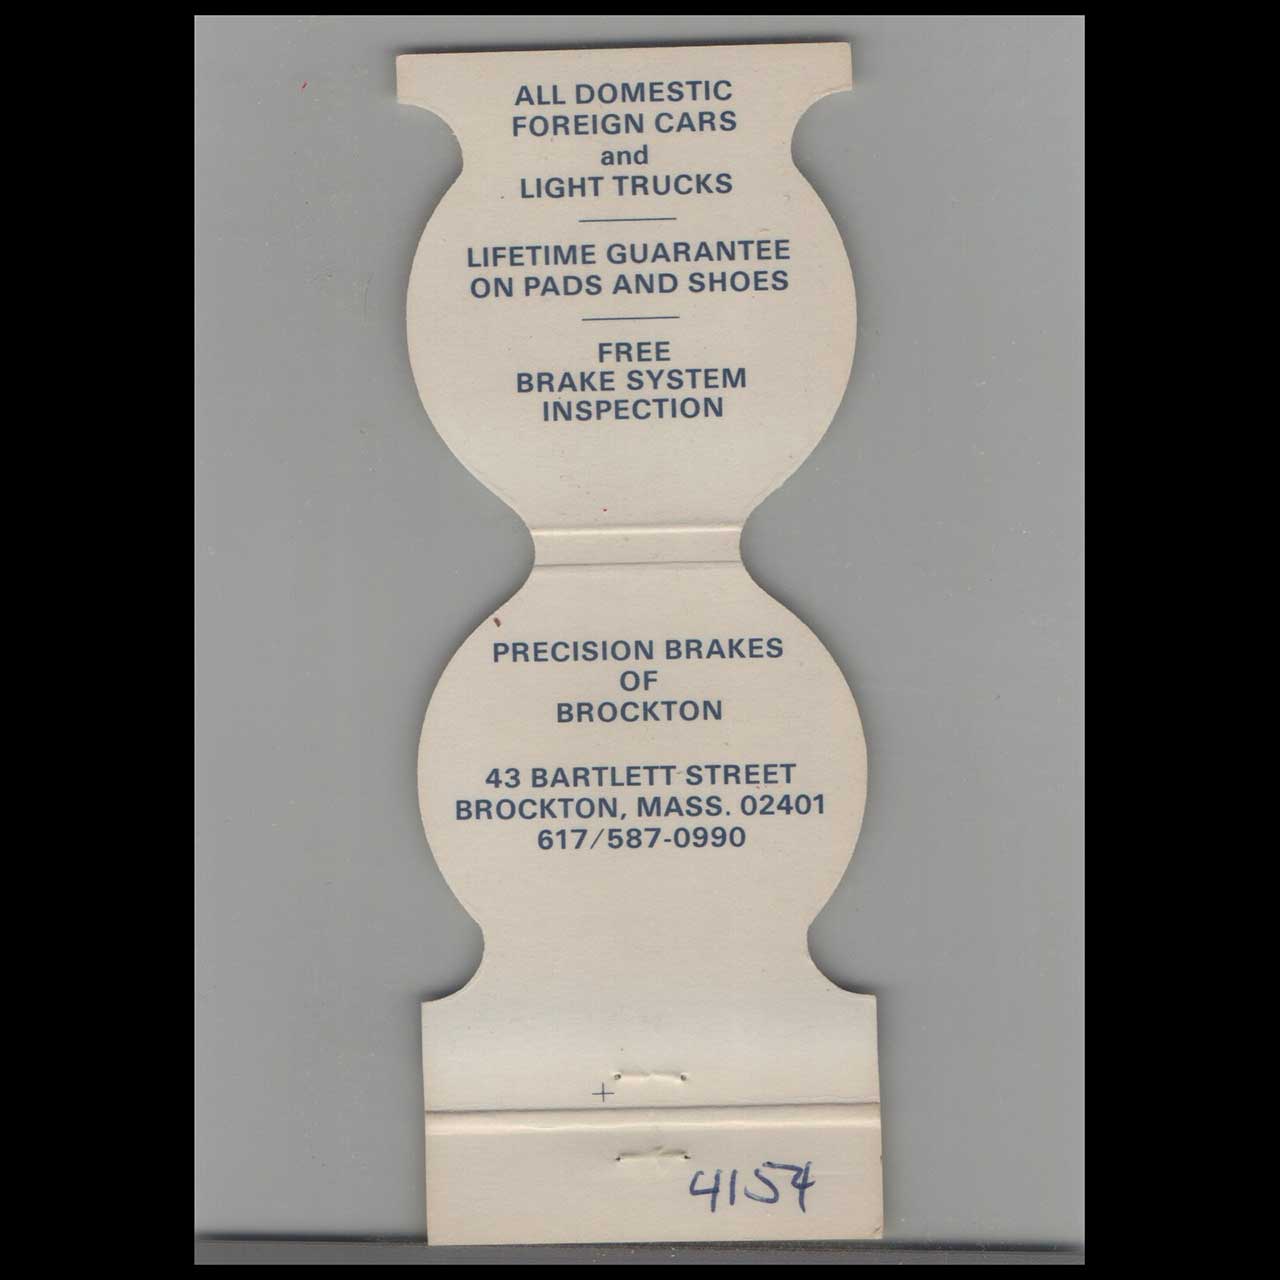 ALL DOMESTIC
FOREIGN CARS
and
LIGHT TRUCKS
LIFETIME GUARANTEE
ON PADS AND SHOES
FREE
BRAKE SYSTEM
INSPECTION
PRECISION BRAKES
OF
BROCKTON
43 BARTLETT STREET
BROCKTON, MASS. 02401
617/587-0990
4154